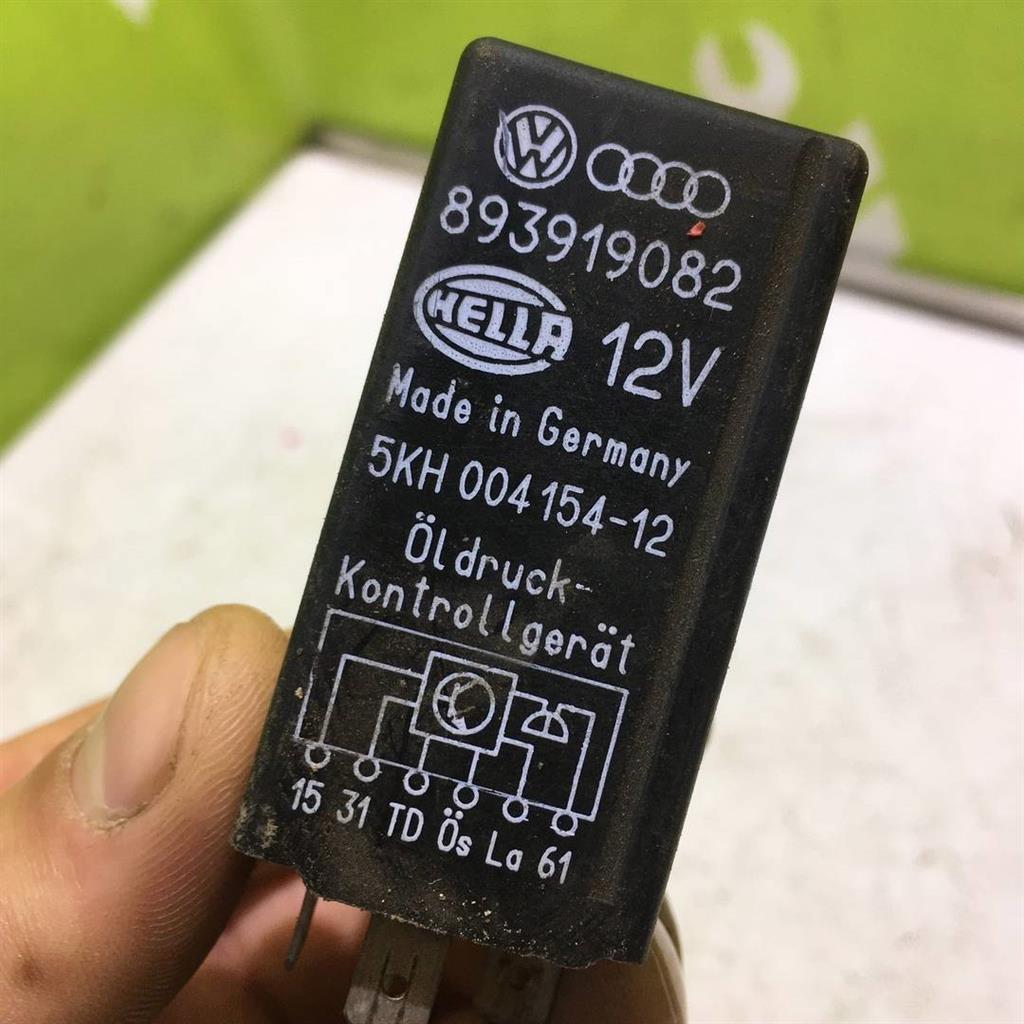 893919082
HELLA 12V
Made in Germany
5KH 004 154-12
Öldruck-
Kontrollgerät
15 31 TD Ös La 61